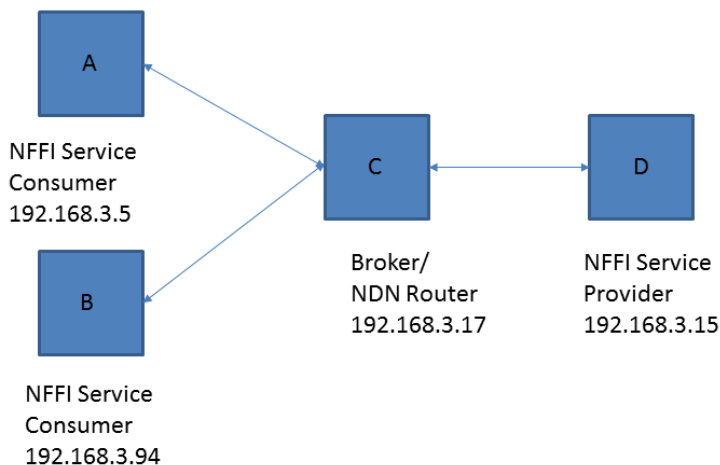 A
NFFI Service
Consumer
192.168.3.5
B
NFFI Service
Consumer
192.168.3.94
C
Broker/
NDN Router
192.168.3.17
D
NFFI Service
Provider
192.168.3.15